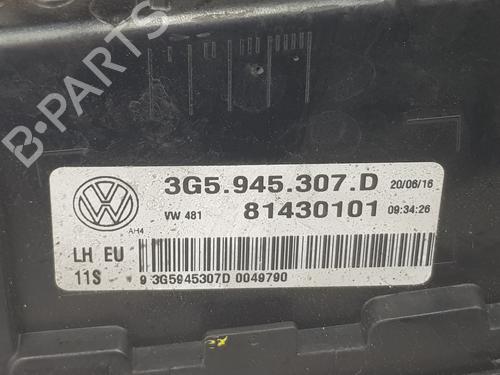 B-PARTS
3G5.945.307.D 20/06/16
VW 481 81430101 09:34:26
AH4
LH EU
11S 9 3G5945307D 0049790